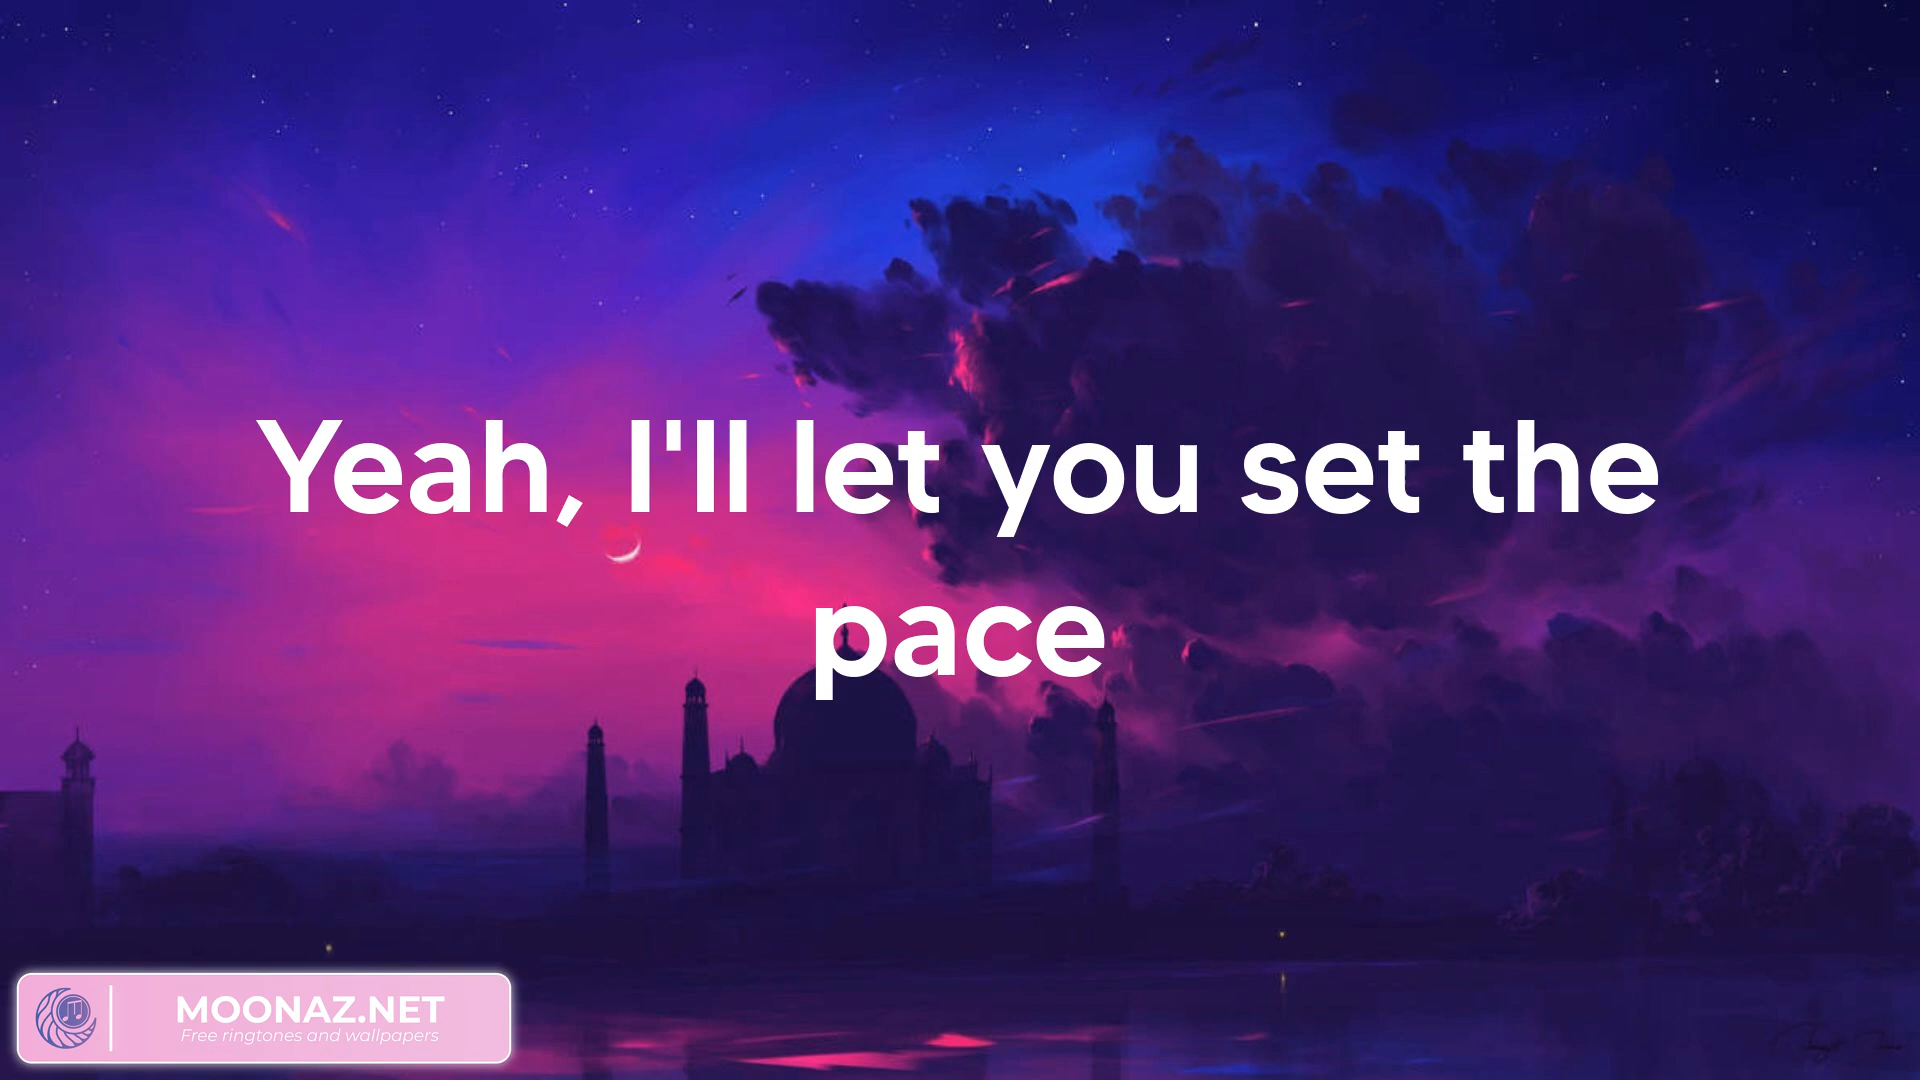 Yeah, I'll let you set the
pace
MOONAZ.NET
Free ringtones and wallpapers